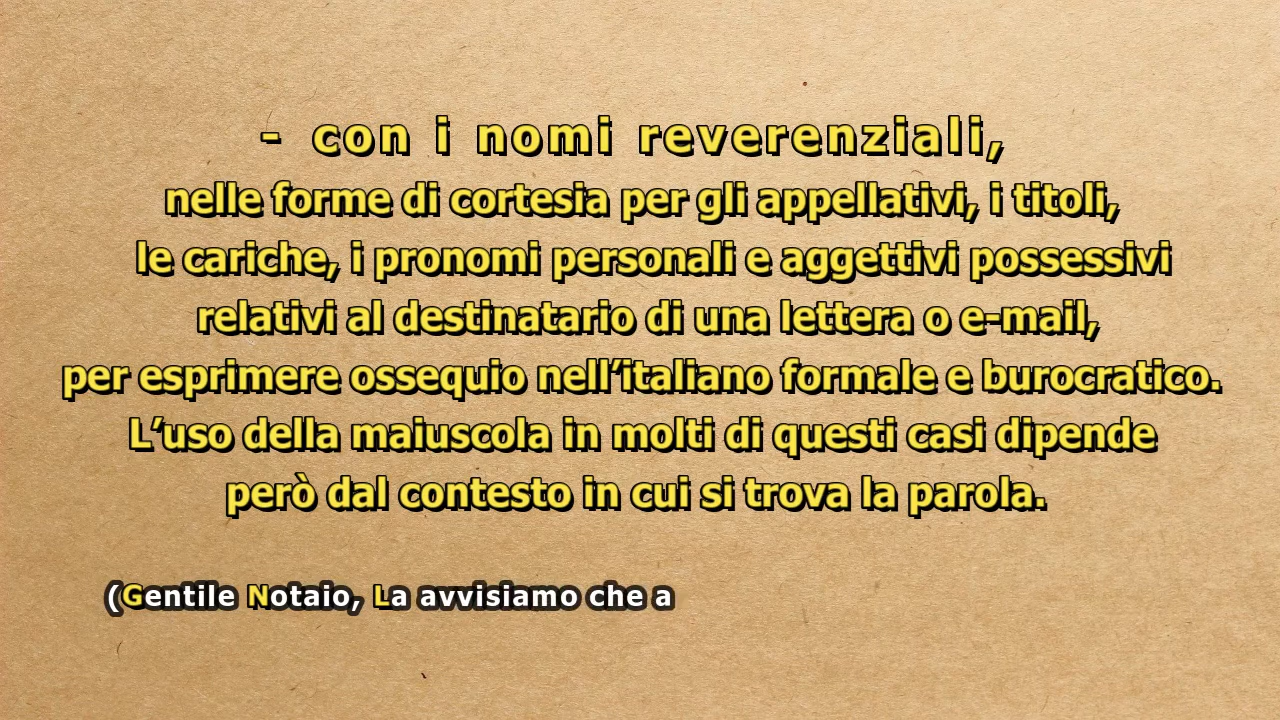 - con i nomi reverenziali,
nelle forme di cortesia per gli appellativi, i titoli,
le cariche, i pronomi personali e aggettivi possessivi
relativi al destinatario di una lettera o e-mail,
per esprimere ossequio nell’italiano formale e burocratico.
L’uso della maiuscola in molti di questi casi dipende
però dal contesto in cui si trova la parola.
(Gentile Notaio, La avvisiamo che a